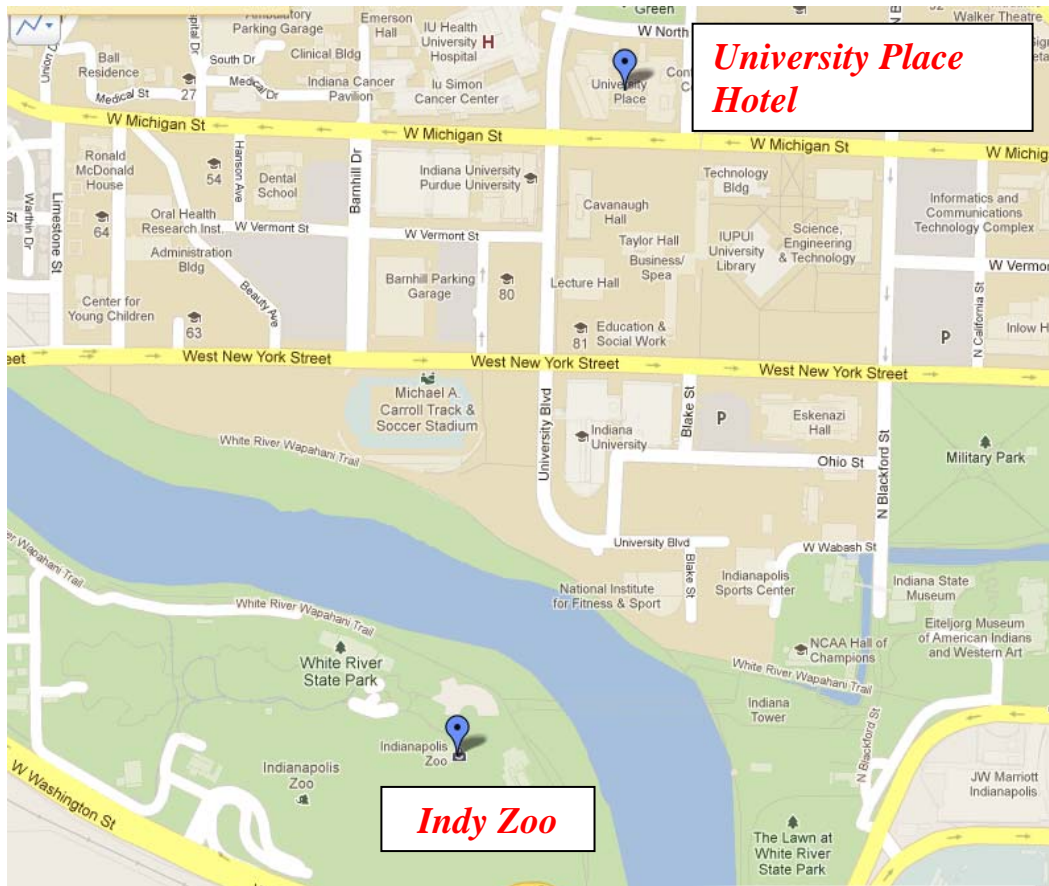 Green
Walker Theatre
Ambulatory
Parking Garage
Emerson
Hall
IU Health
University
Hospital
H
W North
University Place
Hotel
Union
Ball
Residence
South Dr
Clinical Bldg
Medical Dr
Indiana Cancer
Pavilion
Iu Simon
Cancer Center
University
Place
Medical St
27
W Michigan St
W Michigan St
W Michigan St
W Michig
Ronald
McDonald
House
54
Hanson Ave
Dental
School
Barnhill Dr
Indiana University
Purdue University
Technology
Bldg
Cavanaugh
Hall
Informatics and
Communications
Technology Complex
St
Warthin Dr
Limestone St
64
Oral Health
Research Inst.
W Vermont St
W Vermont St
Taylor Hall
Business/
Spea
IUPUI
University
Library
Science,
Engineering
& Technology
Administration
Bldg
W Vermo
Barnhill Parking
Garage
80
Lecture Hall
Center for
Young Children
Beauty Ave
63
81
Education &
Social Work
P
N California St
Inlow H
eet
West New York Street
West New York Street
West New York Street
Michael A.
Carroll Track &
Soccer Stadium
University Blvd
Indiana
University
Blake St
P
Eskenazi
Hall
White River Wapahani Trail
Ohio St
N Blackford St
Military Park
University Blvd
W Wabash St
er River Wapahani Trail
Blake St
National Institute
for Fitness & Sport
Indianapolis
Sports Center
Indiana State
Museum
White River Wapahani Trail
Eiteljorg Museum
of American Indians
and Western Art
NCAA Hall of
Champions
White River
State Park
White River Wapahani Trail
Indiana
Tower
Indianapolis
Zoo
Indianapolis
Zoo
N Blackford St
W Washington St
JW Marriott
Indianapolis
Indy Zoo
The Lawn at
White River
State Park